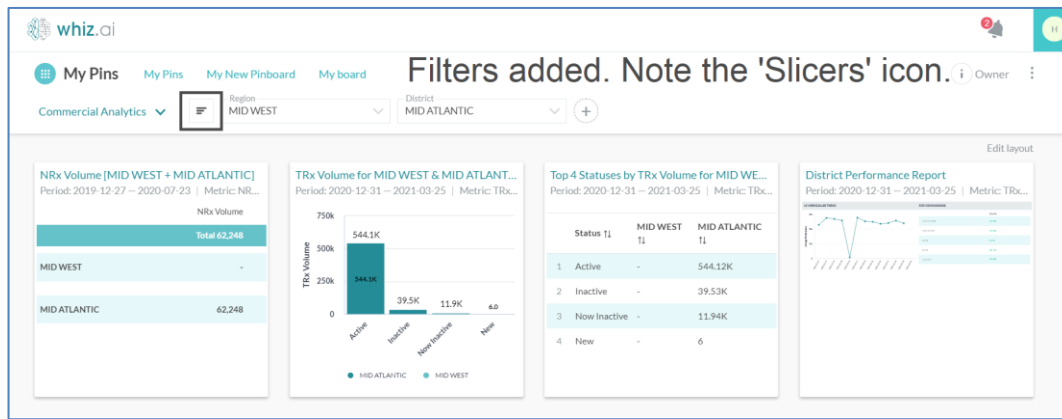 whiz.ai
2
H
My Pins
My Pins
My New Pinboard
My board
Filters added. Note the 'Slicers' icon.
i
Owner
Commercial Analytics
Region
MID WEST
District
MID ATLANTIC
+
Edit layout
NRx Volume [MID WEST + MID ATLANTIC]
Period: 2019-12-27 — 2020-07-23 | Metric: NR...
NRx Volume
Total 62,248
MID WEST -
MID ATLANTIC 62,248
TRx Volume for MID WEST & MID ATLANT...
Period: 2020-12-31 — 2021-03-25 | Metric: TRx...
TRx Volume
750k
500k
250k
0
544.1K
544.1K
39.5K
11.9K
6.0
Active
Inactive
Now Inactive
New
MID ATLANTIC
MID WEST
Top 4 Statuses by TRx Volume for MID WE...
Period: 2020-12-31 — 2021-03-25 | Metric: TRx...
Status ↑↓ MID WEST ↑↓ MID ATLANTIC ↑↓
1 Active - 544.12K
2 Inactive - 39.53K
3 Now Inactive - 11.94K
4 New - 6
District Performance Report
Period: 2020-12-31 — 2021-03-25 | Metric: TRx...